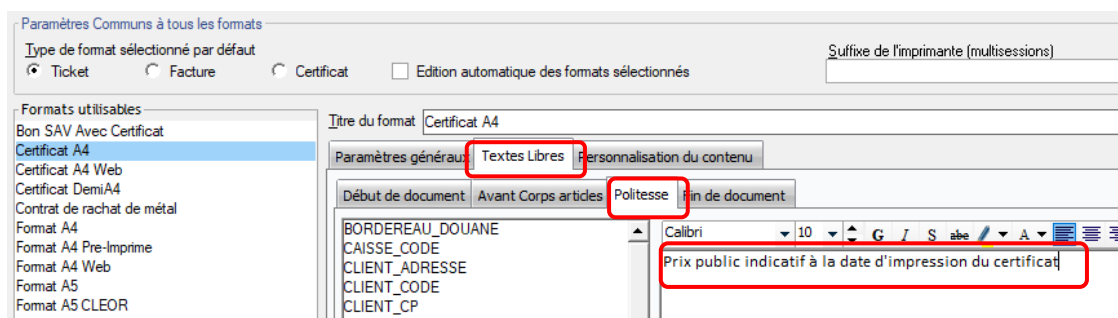 Paramètres Communs à tous les formats
Type de format sélectionné par défaut
Suffixe de l'imprimante (multisessions)
Ticket Facture Certificat Edition automatique des formats sélectionnés
Formats utilisables
Titre du format Certificat A4
Bon SAV Avec Certificat
Certificat A4
Certificat A4 Web
Certificat DemiA4
Contrat de rachat de métal
Format A4
Format A4 Pre-Imprime
Format A4 Web
Format A5
Format A5 CLEOR
Paramètres généraux Textes Libres Personnalisation du contenu
Début de document Avant Corps articles Politesse Fin de document
BORDEREAU_DOUANE
CAISSE_CODE
CLIENT_ADRESSE
CLIENT_CODE
CLIENT_CP
Calibri 10 G I S abc A
Prix public indicatif à la date d'impression du certificat